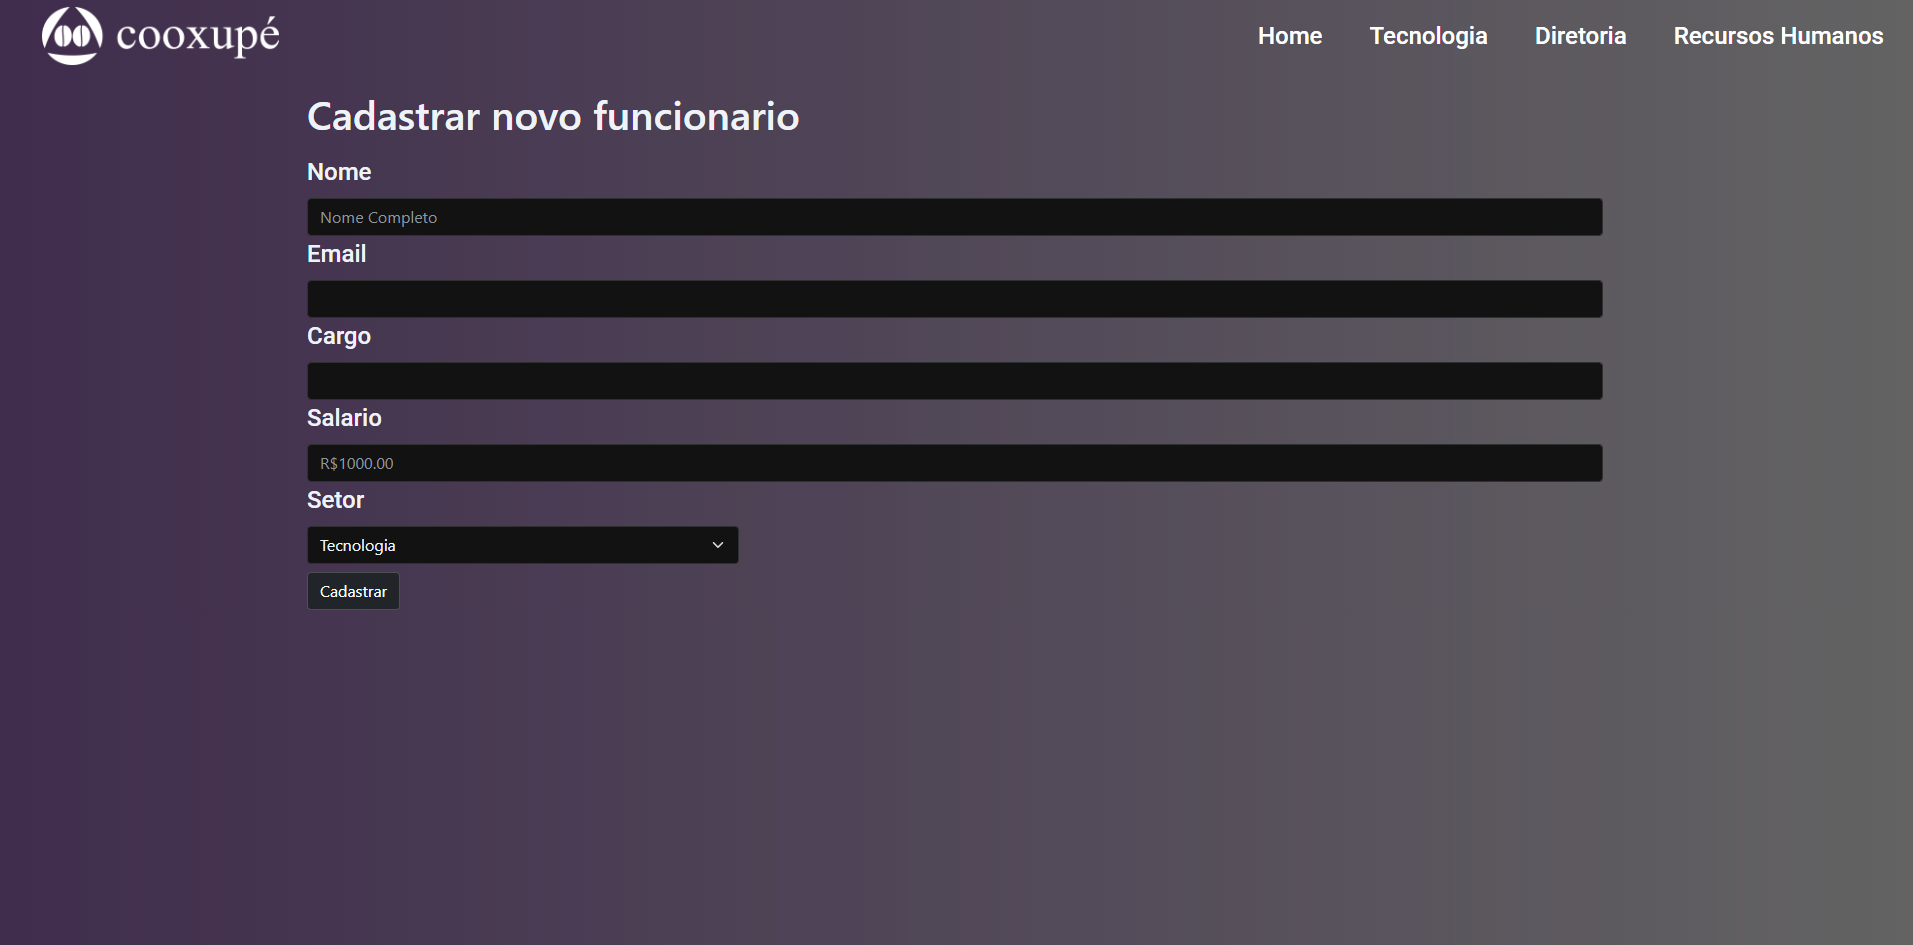 cooxupé
Home Tecnologia Diretoria Recursos Humanos
Cadastrar novo funcionario
Nome
Nome Completo
Email
Cargo
Salario
R$1000.00
Setor
Tecnologia
Cadastrar